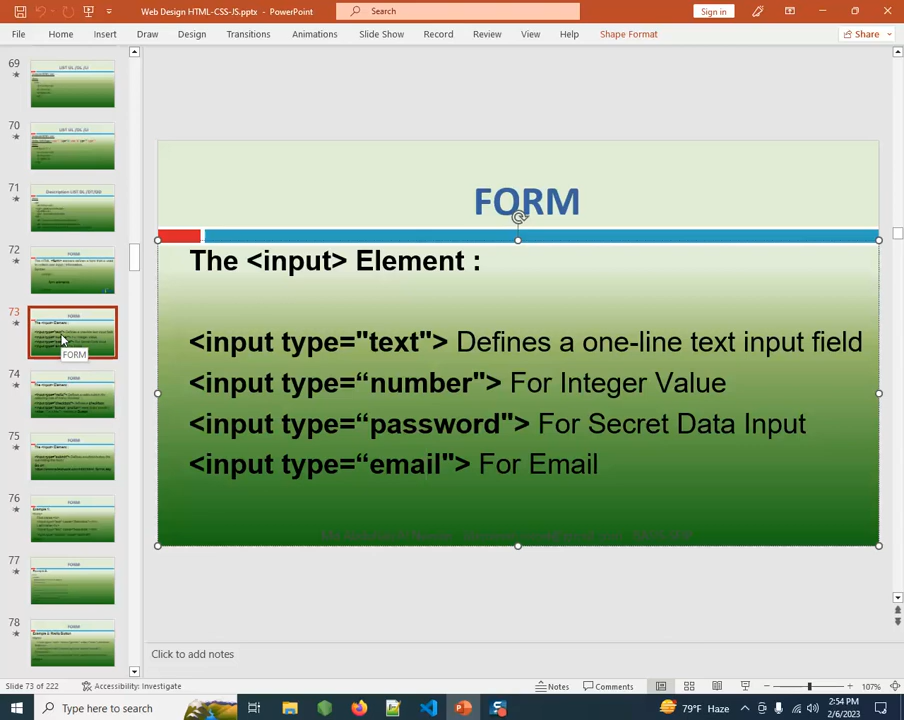 Web Design HTML-CSS-JS.pptx - PowerPoint
Search
Sign in
File Home Insert Draw Design Transitions Animations Slide Show Record Review View Help Shape Format
Share
69
70
71
72
73
74
75
76
77
78
FORM
FORM
The <input> Element :
<input type="text"> Defines a one-line text input field
<input type=“number"> For Integer Value
<input type=“password"> For Secret Data Input
<input type=“email"> For Email
Click to add notes
Slide 73 of 222
Accessibility: Investigate
Notes
Comments
107%
Type here to search
79°F Haze
2:54 PM
2/6/2023